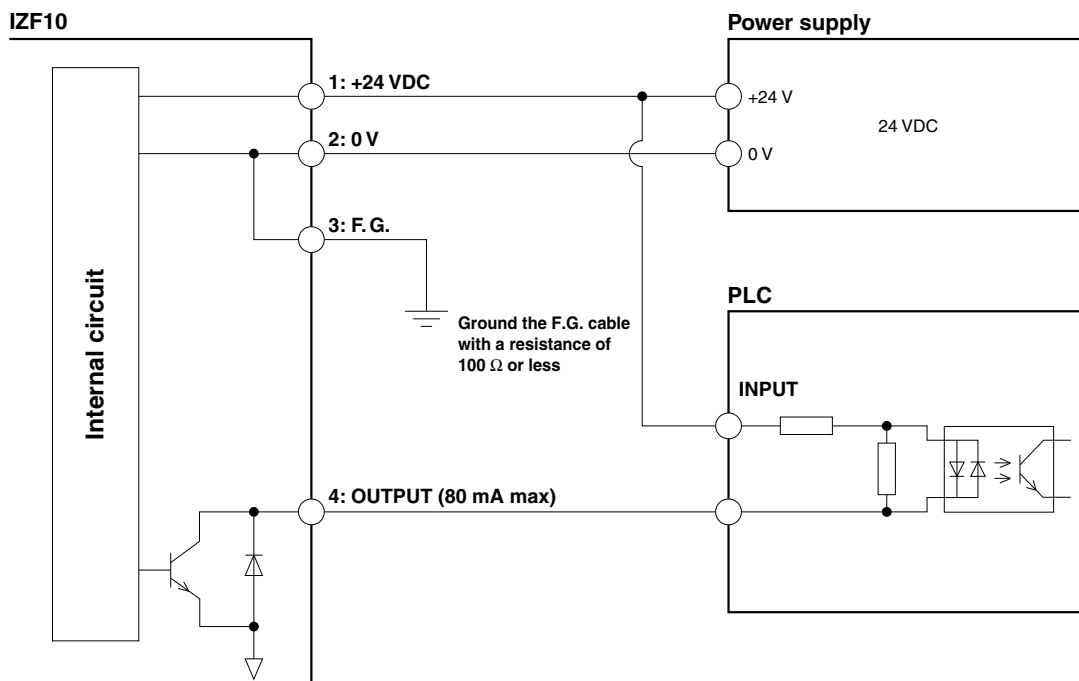 IZF10
Power supply
1: +24 VDC
+24 V
24 VDC
2: 0 V
0 V
3: F. G.
Internal circuit
Ground the F.G. cable
with a resistance of
100 Ω or less
PLC
INPUT
4: OUTPUT (80 mA max)